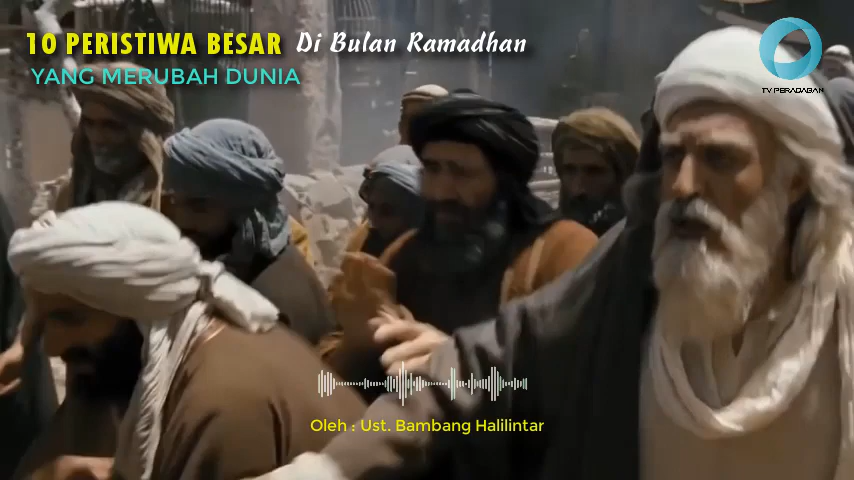 10 PERISTIWA BESAR Di Bulan Ramadhan
YANG MERUBAH DUNIA
TV PERADABAN
Oleh : Ust. Bambang Halilintar